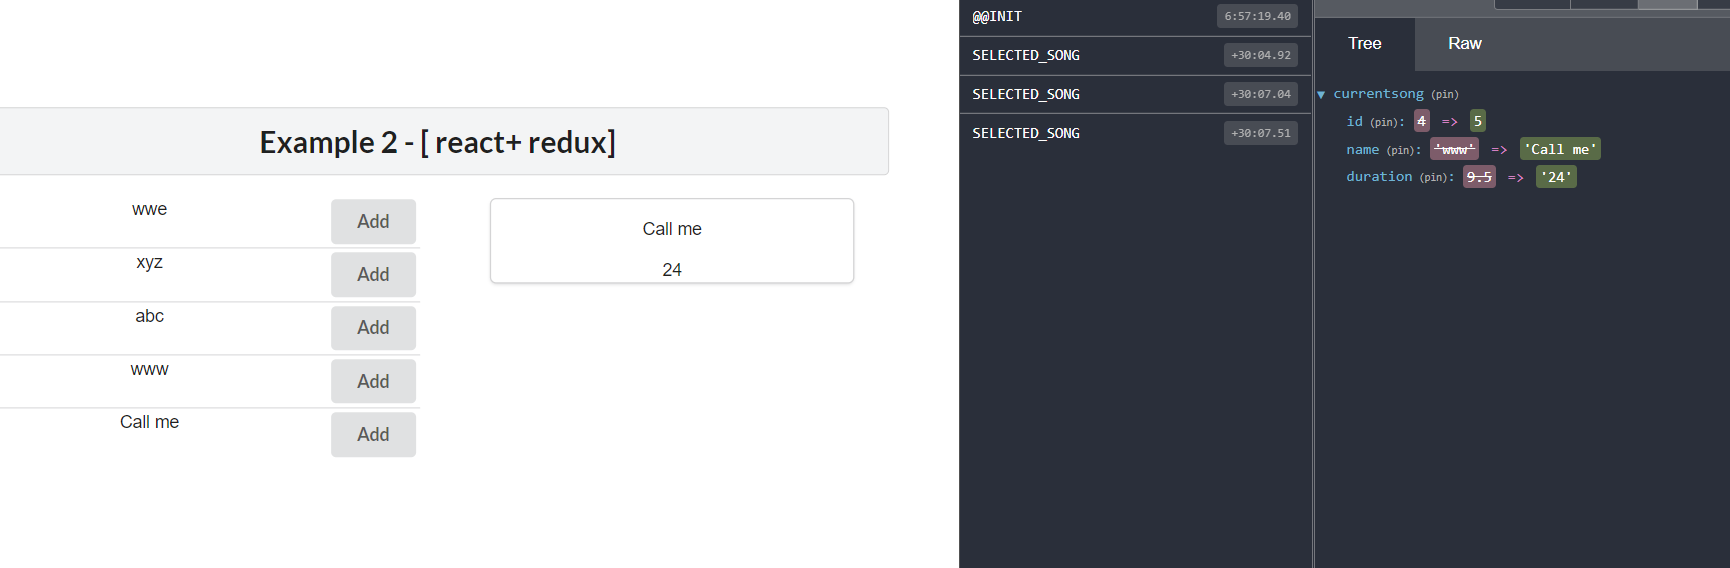 Example 2 - [ react+ redux]
wwe Add
xyz Add
abc Add
www Add
Call me Add
Call me
24
@@INIT 6:57:19.40
SELECTED_SONG +30:04.92
SELECTED_SONG +30:07.04
SELECTED_SONG +30:07.51
Tree Raw
▼ currentsong (pin)
id (pin): 4 => 5
name (pin): 'www' => 'Call me'
duration (pin): 9.5 => '24'